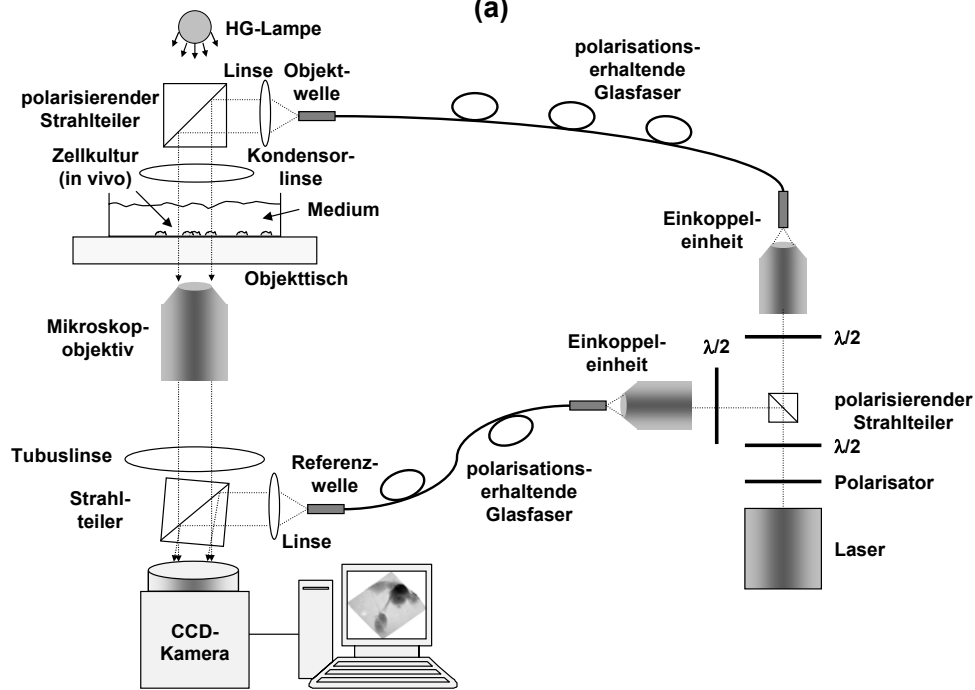 (a)
HG-Lampe
Linse
Objekt-
welle
polarisations-
erhaltende
Glasfaser
polarisierender
Strahlteiler
Zellkultur
(in vivo)
Kondensor-
linse
Medium
Objekttisch
Einkoppel-
einheit
Mikroskop-
objektiv
λ/2
Einkoppel-
einheit
λ/2
polarisierender
Strahlteiler
λ/2
Polarisator
Laser
Tubuslinse
Referenz-
welle
polarisations-
erhaltende
Glasfaser
Strahl-
teiler
Linse
CCD-
Kamera